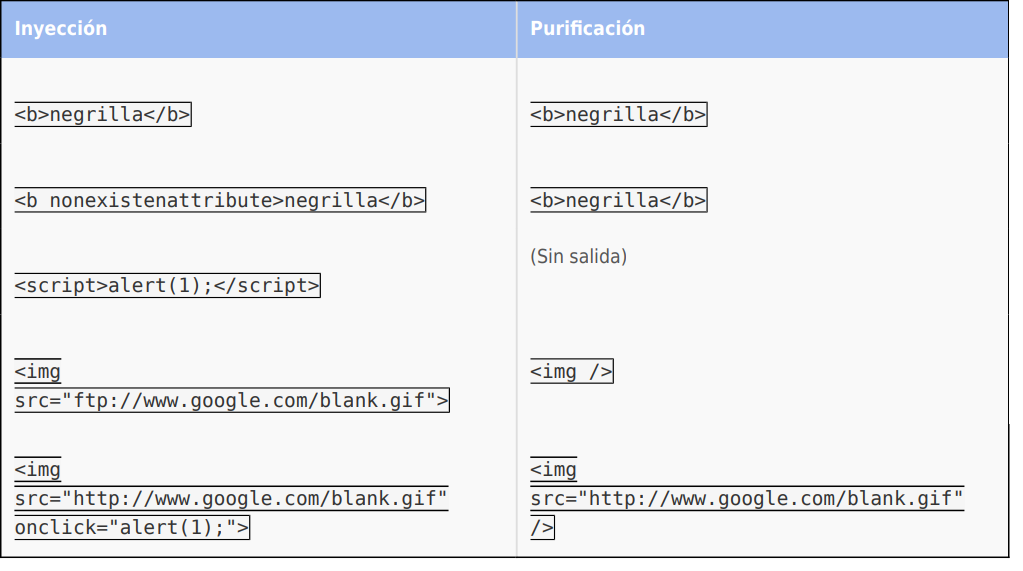 Inyección Purificación
<b>negrilla</b> <b>negrilla</b>
<b nonexistenattribute>negrilla</b> <b>negrilla</b>
(Sin salida)
<script>alert(1);</script>
<img <img />
src="ftp://www.google.com/blank.gif">
<img <img
src="http://www.google.com/blank.gif" src="http://www.google.com/blank.gif"
onclick="alert(1);"> />